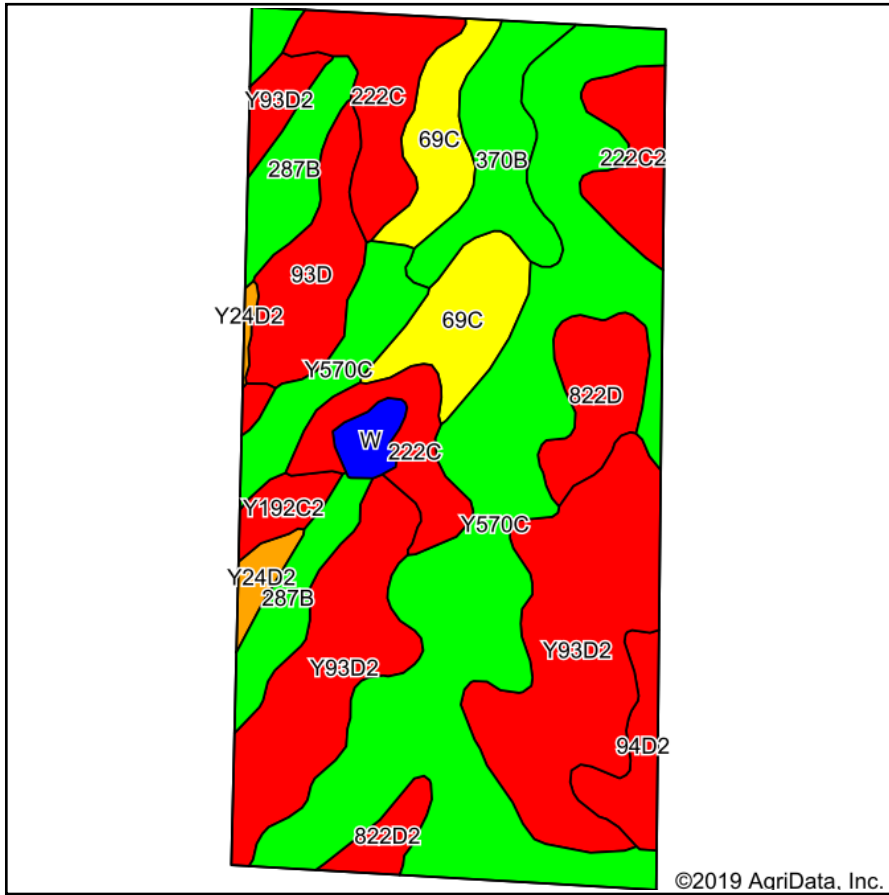 Y93D2
222C
69C
370B
222C2
287B
93D
Y24D2
69C
Y570C
822D
W
222C
Y192C2
Y570C
Y24D2
287B
Y93D2
Y93D2
94D2
822D2
©2019 AgriData, Inc.